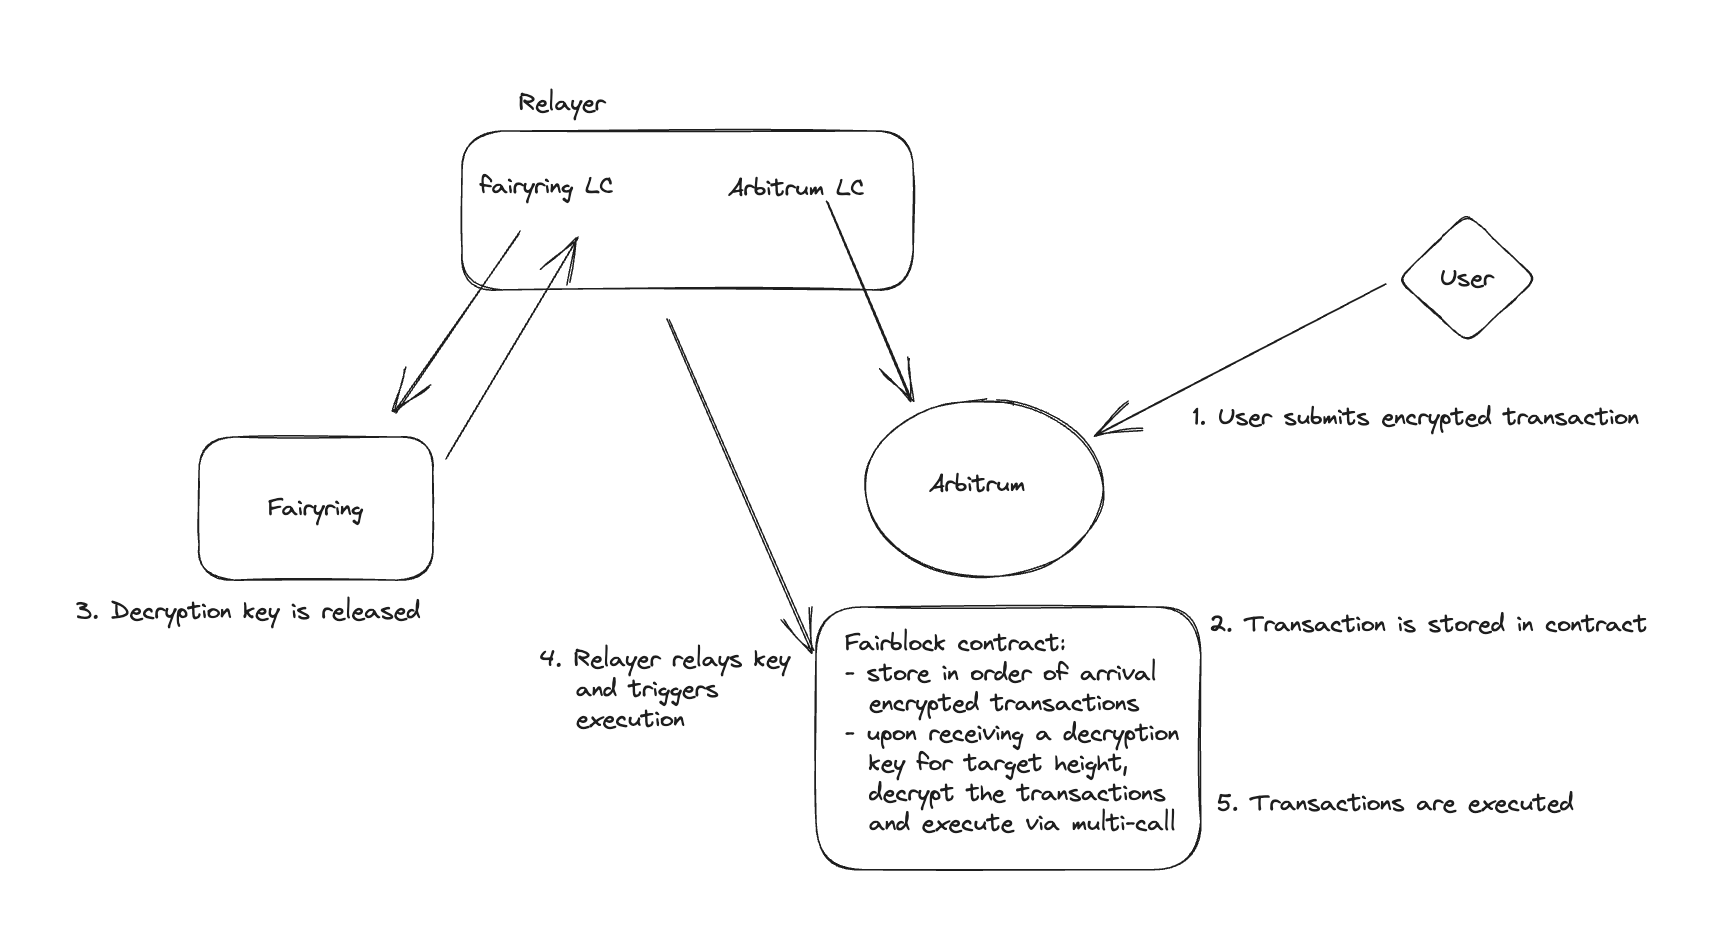 Relayer
fairyring LC
Arbitrum LC
User
1. User submits encrypted transaction
Arbitrum
Fairyring
3. Decryption key is released
2. Transaction is stored in contract
Fairblock contract:
- store in order of arrival
encrypted transactions
- upon receiving a decryption
key for target height,
decrypt the transactions
and execute via multi-call
4. Relayer relays key
and triggers
execution
5. Transactions are executed